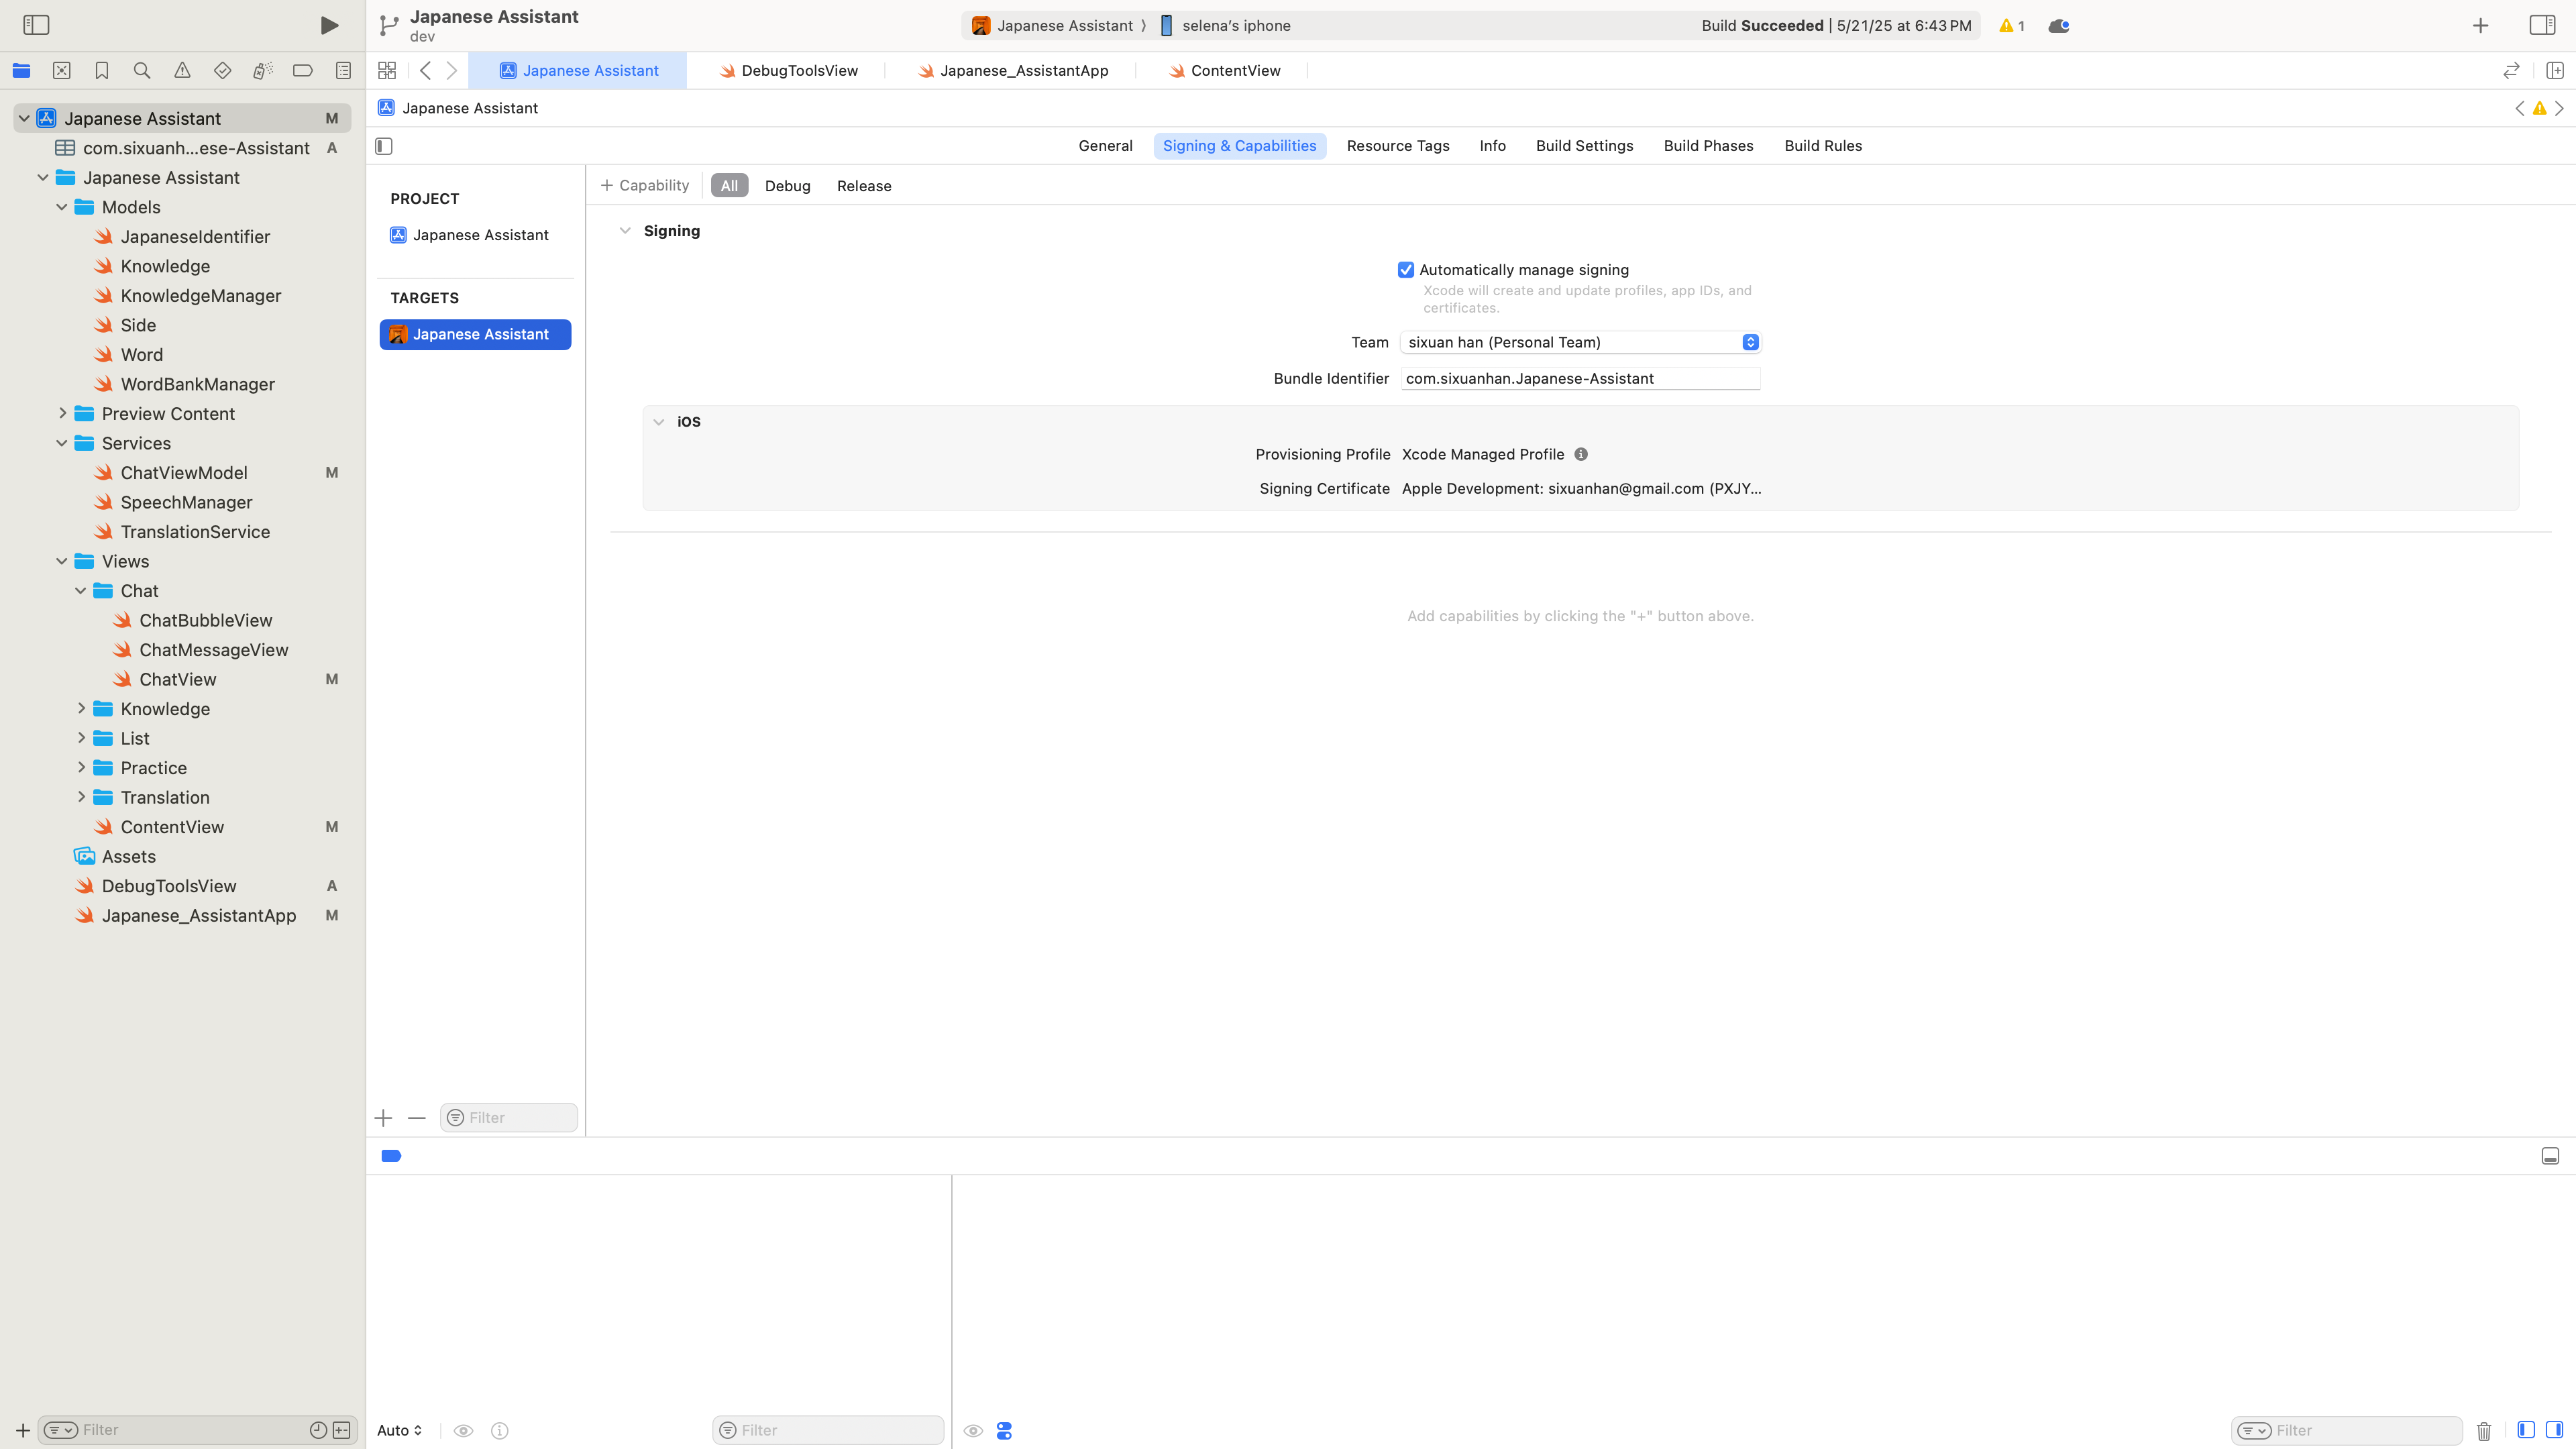 Japanese Assistant
dev
Japanese Assistant
selena's iphone
Build Succeeded | 5/21/25 at 6:43 PM
1
Japanese Assistant
DebugToolsView
Japanese_AssistantApp
ContentView
Japanese Assistant
General
Signing & Capabilities
Resource Tags
Info
Build Settings
Build Phases
Build Rules
Japanese Assistant M
com.sixuanh...ese-Assistant A
Japanese Assistant
Models
JapaneseIdentifier
Knowledge
KnowledgeManager
Side
Word
WordBankManager
Preview Content
Services
ChatViewModel M
SpeechManager
TranslationService
Views
Chat
ChatBubbleView
ChatMessageView
ChatView M
Knowledge
List
Practice
Translation
ContentView M
Assets
DebugToolsView A
Japanese_AssistantApp M
Filter
PROJECT
Japanese Assistant
TARGETS
Japanese Assistant
Filter
+ Capability
All
Debug
Release
Signing
Automatically manage signing
Xcode will create and update profiles, app IDs, and
certificates.
Team sixuan han (Personal Team)
Bundle Identifier com.sixuanhan.Japanese-Assistant
iOS
Provisioning Profile Xcode Managed Profile
Signing Certificate Apple Development: sixuanhan@gmail.com (PXJY...
Add capabilities by clicking the "+" button above.
Auto
Filter
Filter